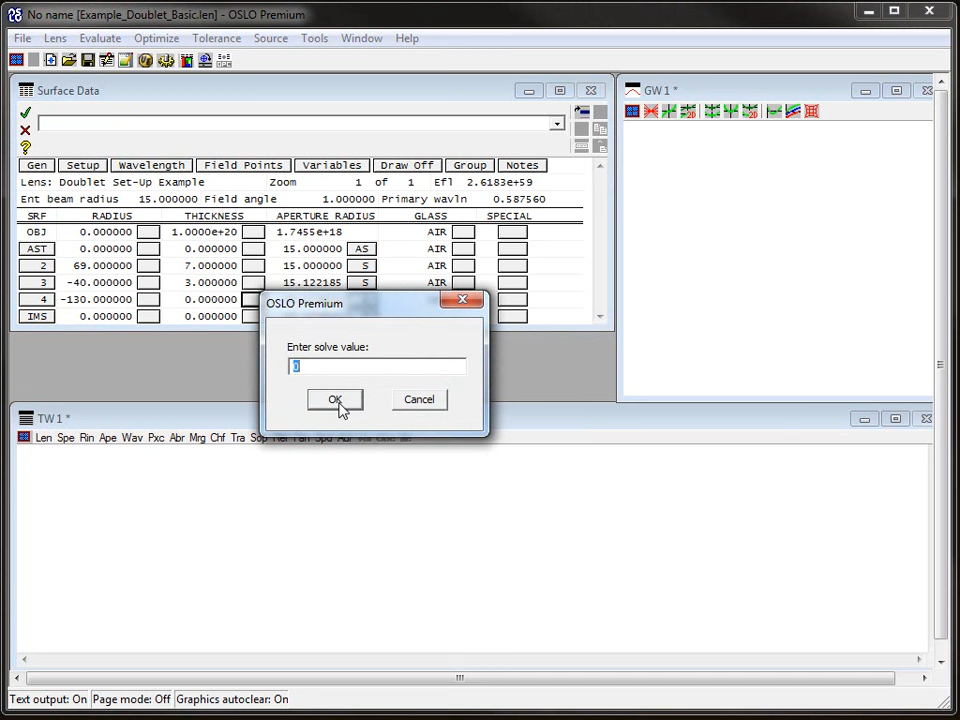 No name [Example_Doublet_Basic.len] - OSLO Premium
File Lens Evaluate Optimize Tolerance Source Tools Window Help
Surface Data
GW 1 *
Gen Setup Wavelength Field Points Variables Draw Off Group Notes
Lens: Doublet Set-Up Example Zoom 1 of 1 Efl 2.6183e+59
Ent beam radius 15.000000 Field angle 1.000000 Primary wavln 0.587560
SRF RADIUS THICKNESS APERTURE RADIUS GLASS SPECIAL
OBJ 0.000000 1.0000e+20 1.7455e+18 AIR
AST 0.000000 0.000000 15.000000 AS AIR
2 69.000000 7.000000 15.000000 S AIR
3 -40.000000 3.000000 15.122185 S AIR
4 -130.000000 0.000000
IMS 0.000000 0.000000
OSLO Premium
Enter solve value:
0
OK Cancel
TW 1 *
Len Spe Rin Ape Wav Pxc Abr Mrg Chf Tra Sop
Text output: On Page mode: Off Graphics autoclear: On